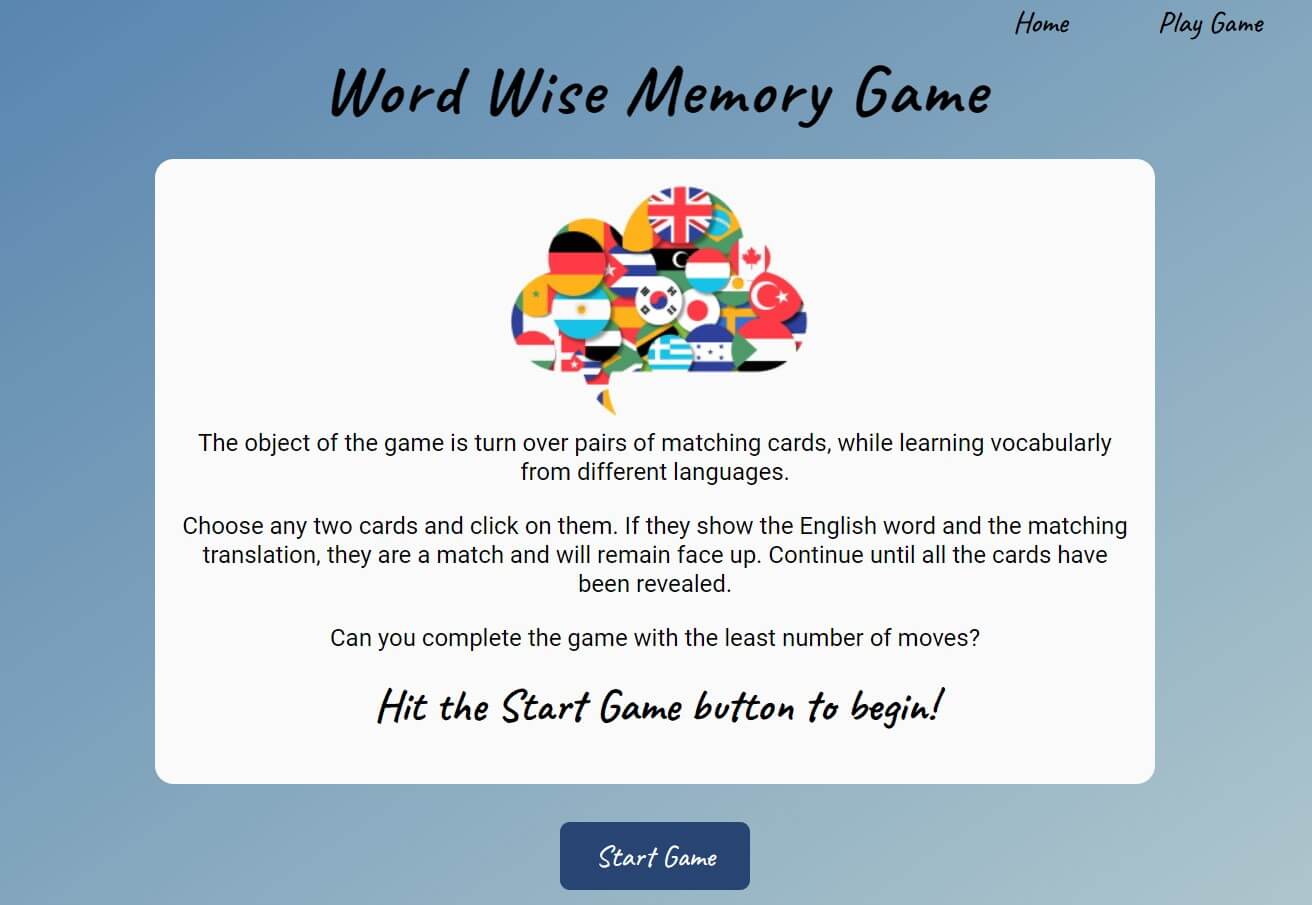 Home Play Game
Word Wise Memory Game
The object of the game is turn over pairs of matching cards, while learning vocabularly
from different languages.
Choose any two cards and click on them. If they show the English word and the matching
translation, they are a match and will remain face up. Continue until all the cards have
been revealed.
Can you complete the game with the least number of moves?
Hit the Start Game button to begin!
Start Game